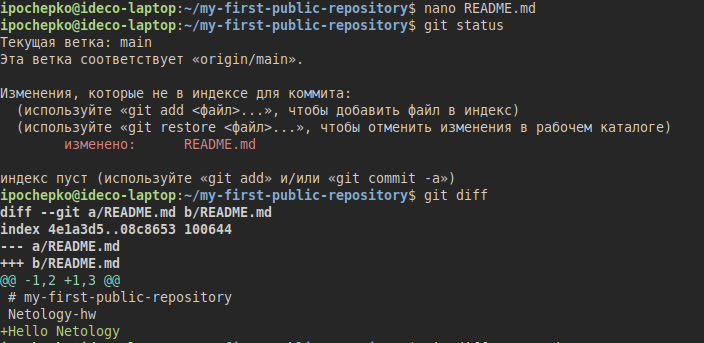 ipochepko@ideco-laptop:~/my-first-public-repository$ nano README.md
ipochepko@ideco-laptop:~/my-first-public-repository$ git status
Текущая ветка: main
Эта ветка соответствует «origin/main».
Изменения, которые не в индексе для коммита:
  (используйте «git add <файл>...», чтобы добавить файл в индекс)
  (используйте «git restore <файл>...», чтобы отменить изменения в рабочем каталоге)
        изменено:      README.md
индекс пуст (используйте «git add» и/или «git commit -a»)
ipochepko@ideco-laptop:~/my-first-public-repository$ git diff
diff --git a/README.md b/README.md
index 4e1a3d5..08c8653 100644
--- a/README.md
+++ b/README.md
@@ -1,2 +1,3 @@
 # my-first-public-repository
 Netology-hw
+Hello Netology